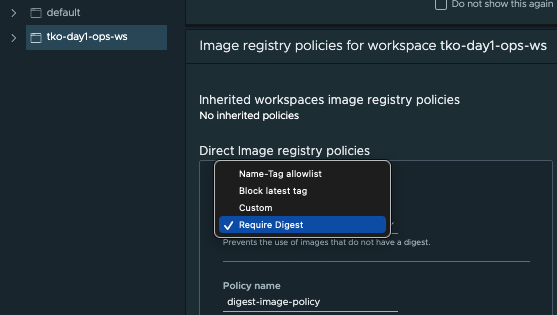 Do not show this again
default
tko-day1-ops-ws
Image registry policies for workspace tko-day1-ops-ws
Inherited workspaces image registry policies
No inherited policies
Direct Image registry policies
Name-Tag allowlist
Block latest tag
Custom
Require Digest
Prevents the use of images that do not have a digest.
Policy name
digest-image-policy